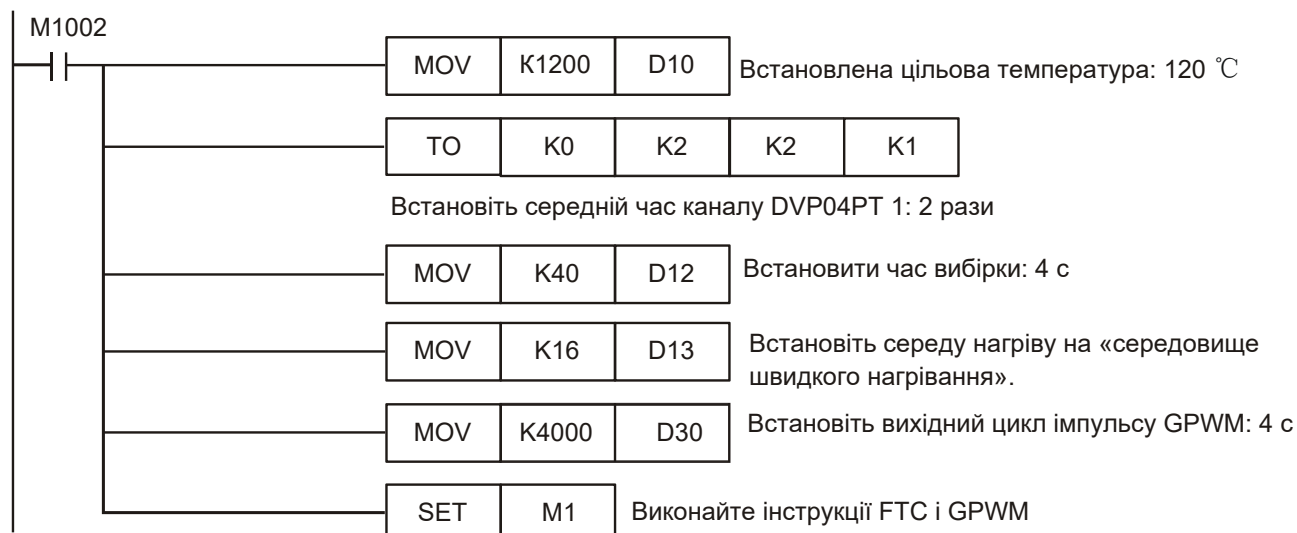 M1002
MOV K1200 D10 Встановлена цільова температура: 120 ℃
TO K0 K2 K2 K1
Встановіть середній час каналу DVP04PT 1: 2 рази
MOV K40 D12 Встановити час вибірки: 4 с
MOV K16 D13 Встановіть середу нагріву на «середовище
швидкого нагрівання».
MOV K4000 D30 Встановіть вихідний цикл імпульсу GPWM: 4 с
SET M1 Виконайте інструкції FTC і GPWM